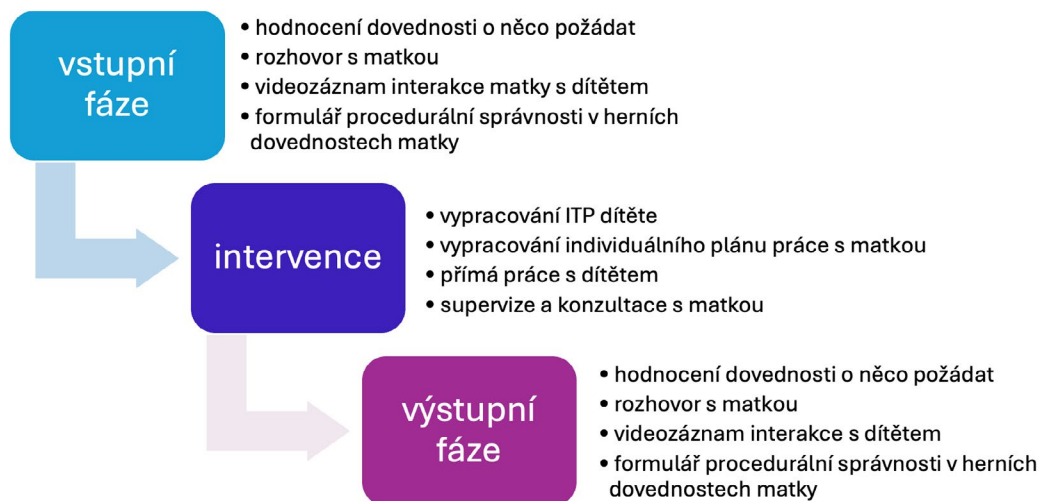 vstupní
fáze
• hodnocení dovednosti o něco požádat
• rozhovor s matkou
• videozáznam interakce matky s dítětem
• formulář procedurální správnosti v herních
dovednostech matky
intervence
• vypracování ITP dítěte
• vypracování individuálního plánu práce s matkou
• přímá práce s dítětem
• supervize a konzultace s matkou
výstupní
fáze
• hodnocení dovednosti o něco požádat
• rozhovor s matkou
• videozáznam interakce s dítětem
• formulář procedurální správnosti v herních
dovednostech matky